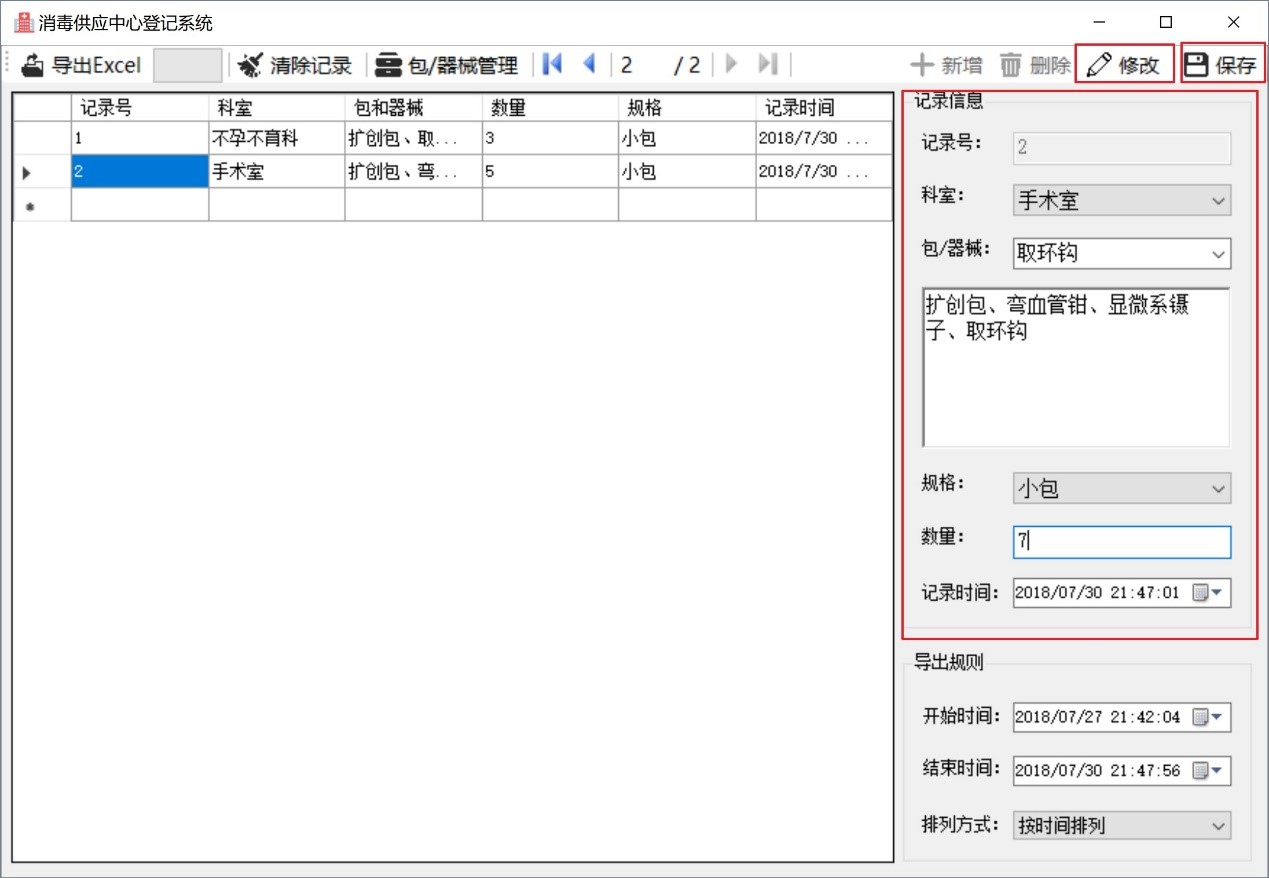 消毒供应中心登记系统
导出Excel 清除记录 包/器械管理 2 / 2 新增 删除 修改 保存
记录号 科室 包和器械 数量 规格 记录时间
1 不孕不育科 扩创包、取... 3 小包 2018/7/30 ...
2 手术室 扩创包、弯... 5 小包 2018/7/30 ...
记录信息
记录号： 2
科室： 手术室
包/器械： 取环钩
扩创包、弯血管钳、显微系镊
子、取环钩
规格： 小包
数量： 7
记录时间： 2018/07/30 21:47:01
导出规则
开始时间： 2018/07/27 21:42:04
结束时间： 2018/07/30 21:47:56
排列方式： 按时间排列